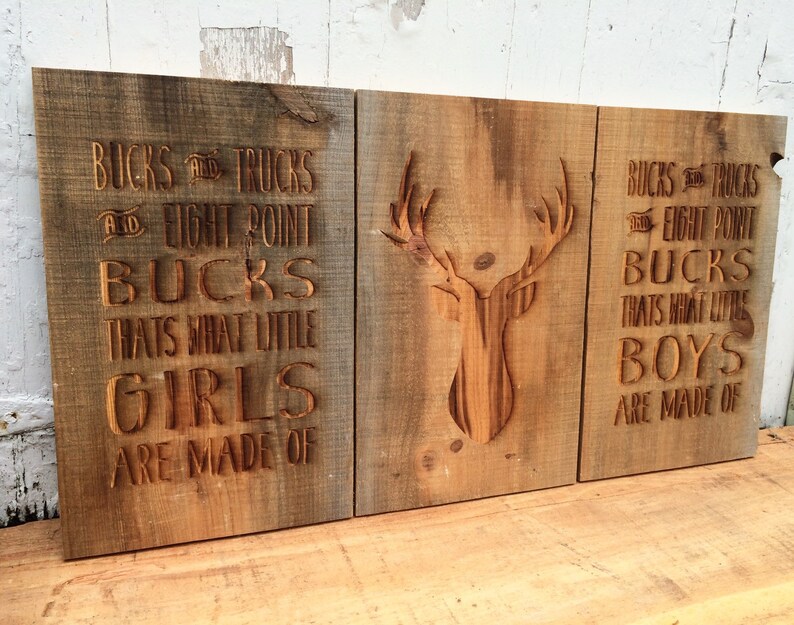 BUCKS AND TRUCKS
AND EIGHT POINT
BUCKS
THATS WHAT LITTLE
GIRLS
ARE MADE OF
BUCKS AND TRUCKS
AND EIGHT POINT
BUCKS
THATS WHAT LITTLE
BOYS
ARE MADE OF